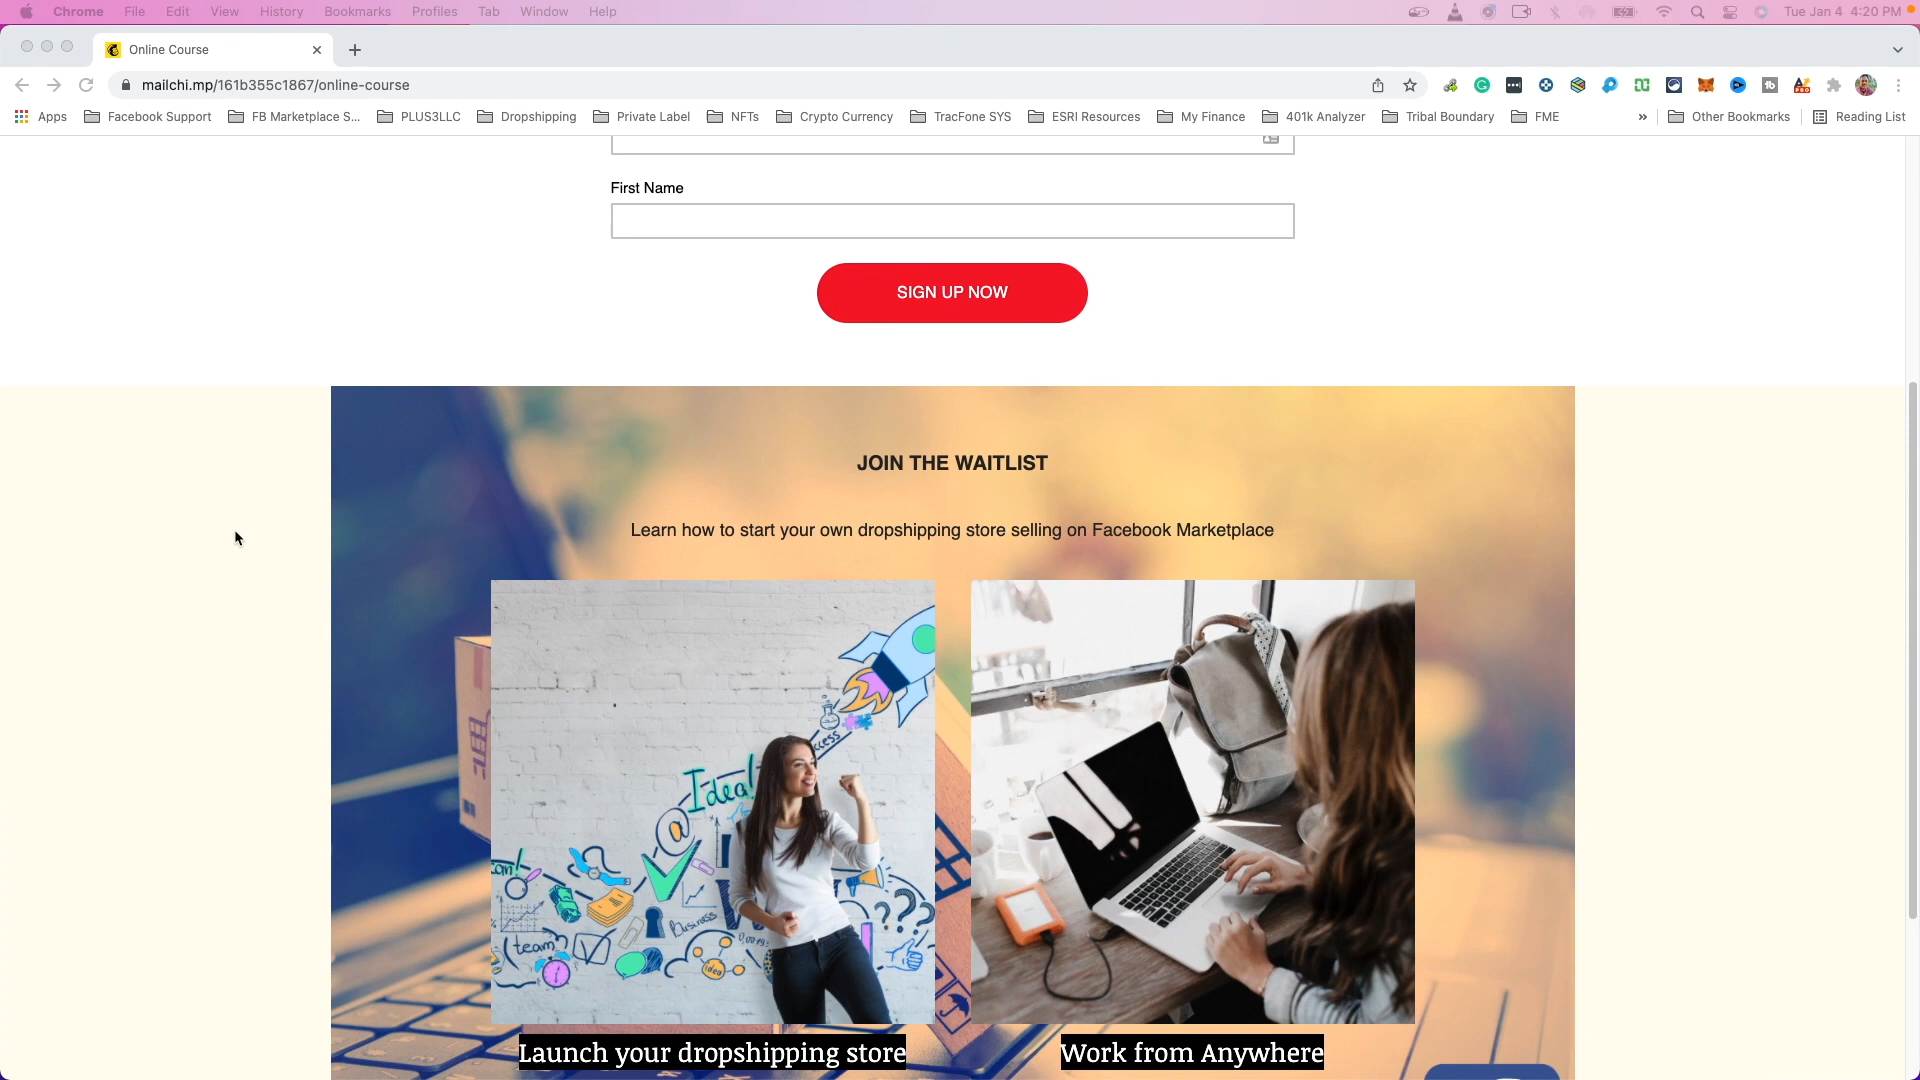 Chrome File Edit View History Bookmarks Profiles Tab Window Help Tue Jan 4 4:20 PM
Online Course
mailchi.mp/161b355c1867/online-course
Apps Facebook Support FB Marketplace S... PLUS3LLC Dropshipping Private Label NFTs Crypto Currency TracFone SYS ESRI Resources My Finance 401k Analyzer Tribal Boundary FME » Other Bookmarks Reading List
First Name
SIGN UP NOW
JOIN THE WAITLIST
Learn how to start your own dropshipping store selling on Facebook Marketplace
Idea!
Business
team
idea
Launch your dropshipping store
Work from Anywhere